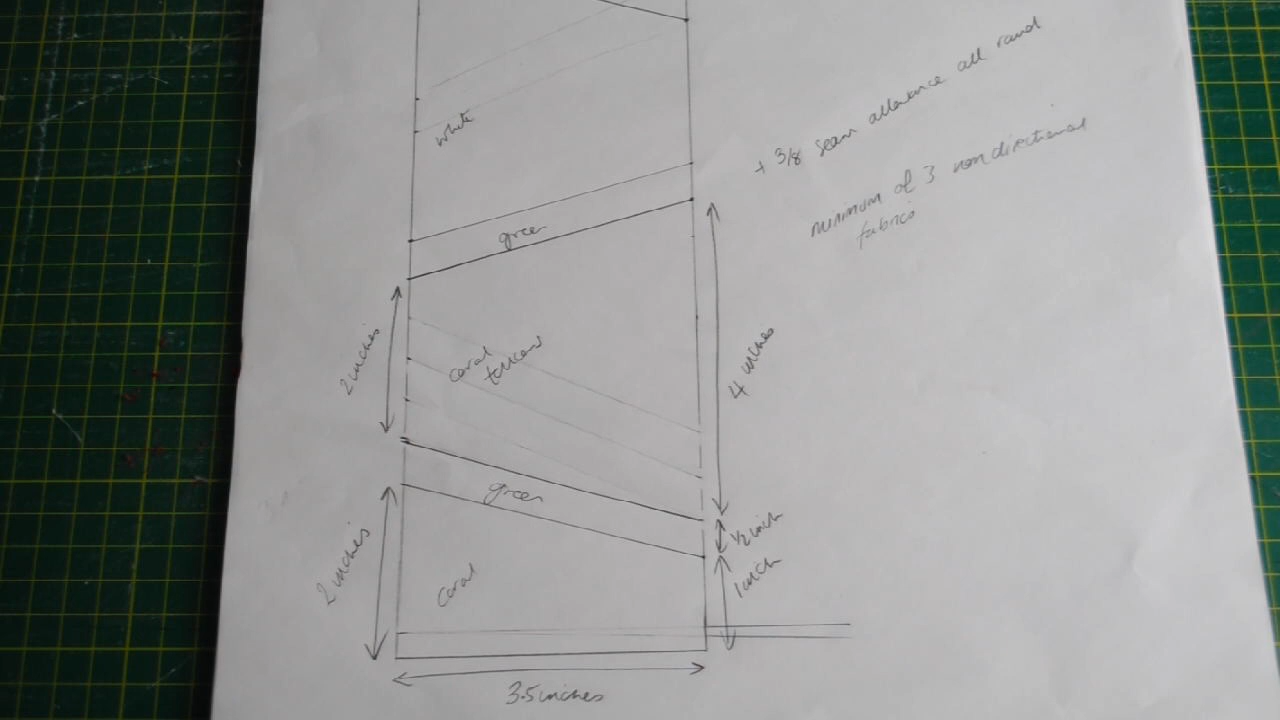 white
+ 3/8 seam allowance all round
minimum of 3 non directional
fabrics
green
2 inches
coral
4 inches
green
1/2 inch
2 inches
coral
1 inch
3.5 inches